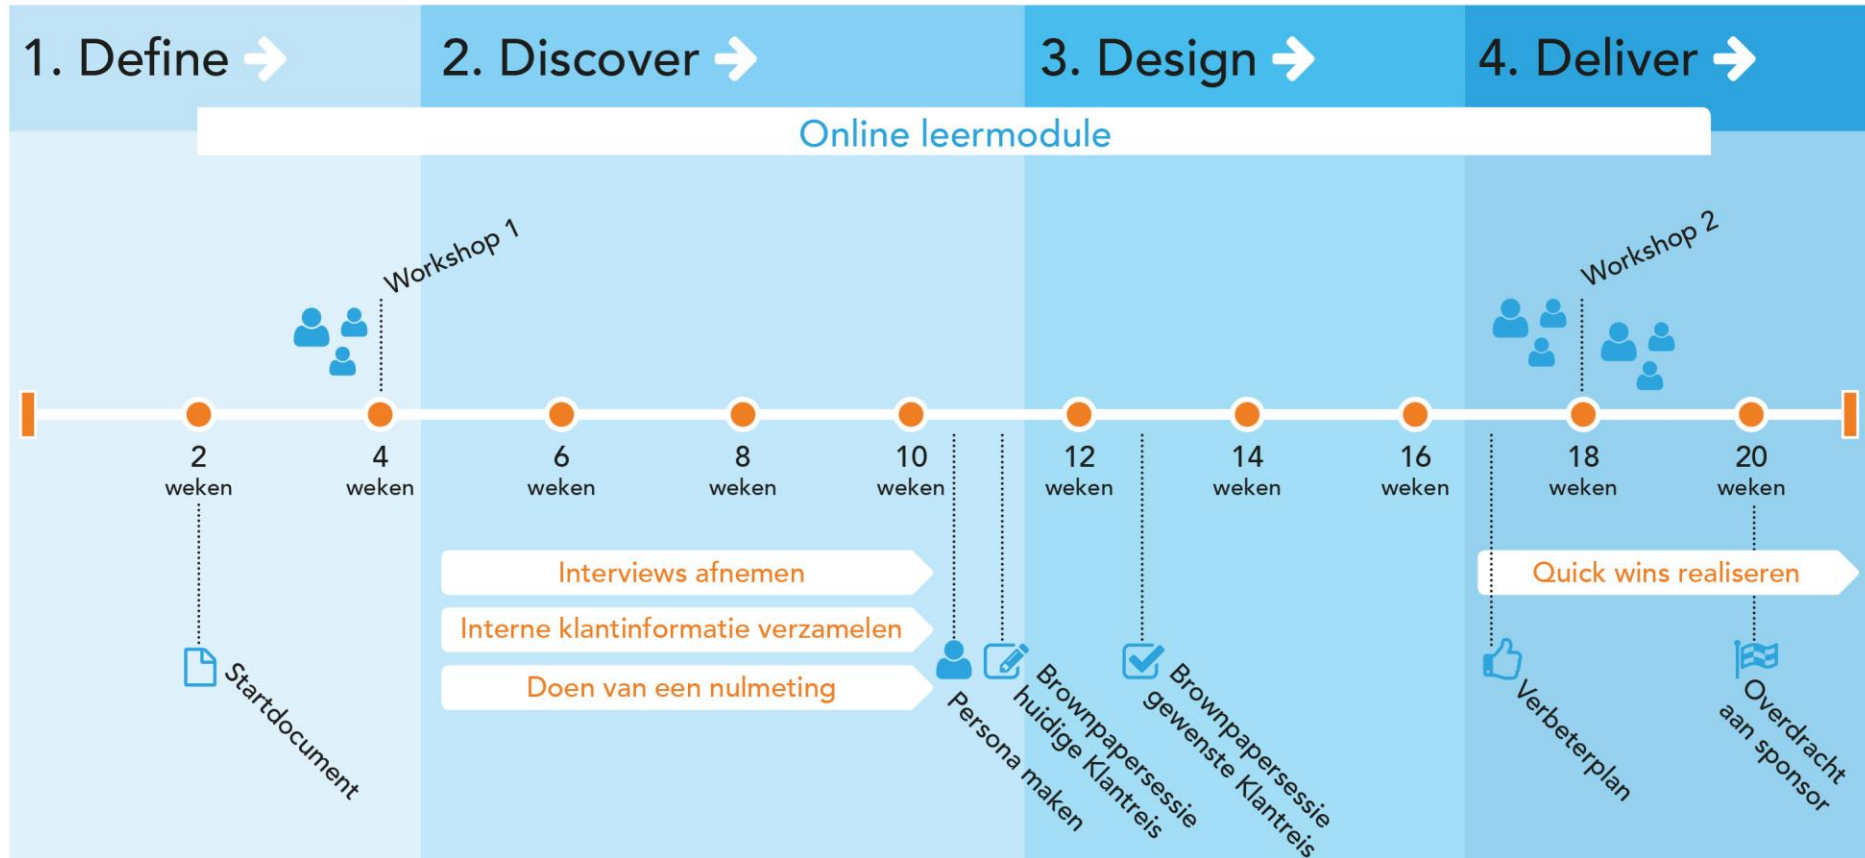 1. Define
2. Discover
3. Design
4. Deliver
Online leermodule
Workshop 1
Workshop 2
2
weken
4
weken
6
weken
8
weken
10
weken
12
weken
14
weken
16
weken
18
weken
20
weken
Interviews afnemen
Interne klantinformatie verzamelen
Doen van een nulmeting
Quick wins realiseren
Startdocument
Persona maken
Brownpapersessie
huidige Klantreis
Brownpapersessie
gewenste Klantreis
Verbeterplan
Overdracht
aan sponsor